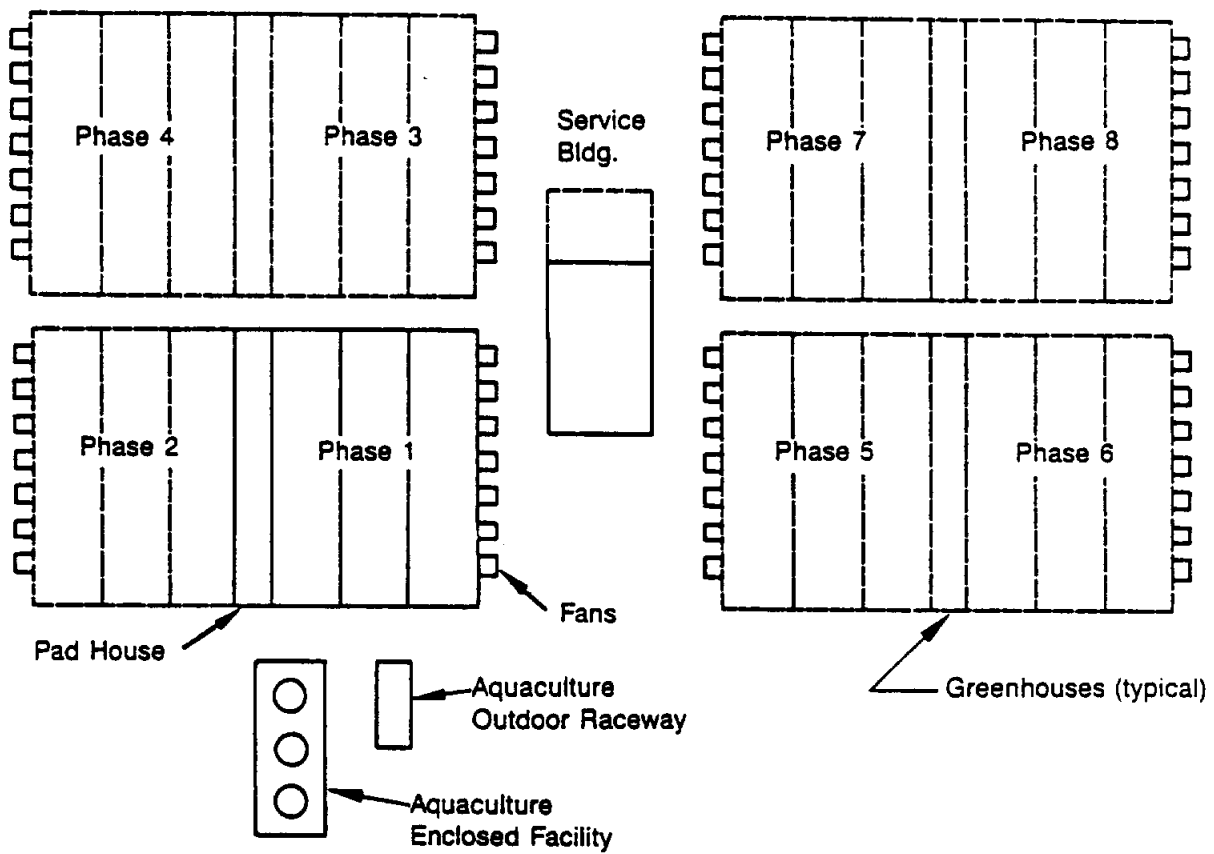 Phase 4
Phase 3
Service
Bldg.
Phase 7
Phase 8
Phase 2
Phase 1
Phase 5
Phase 6
Fans
Pad House
Greenhouses (typical)
Aquaculture
Outdoor Raceway
Aquaculture
Enclosed Facility